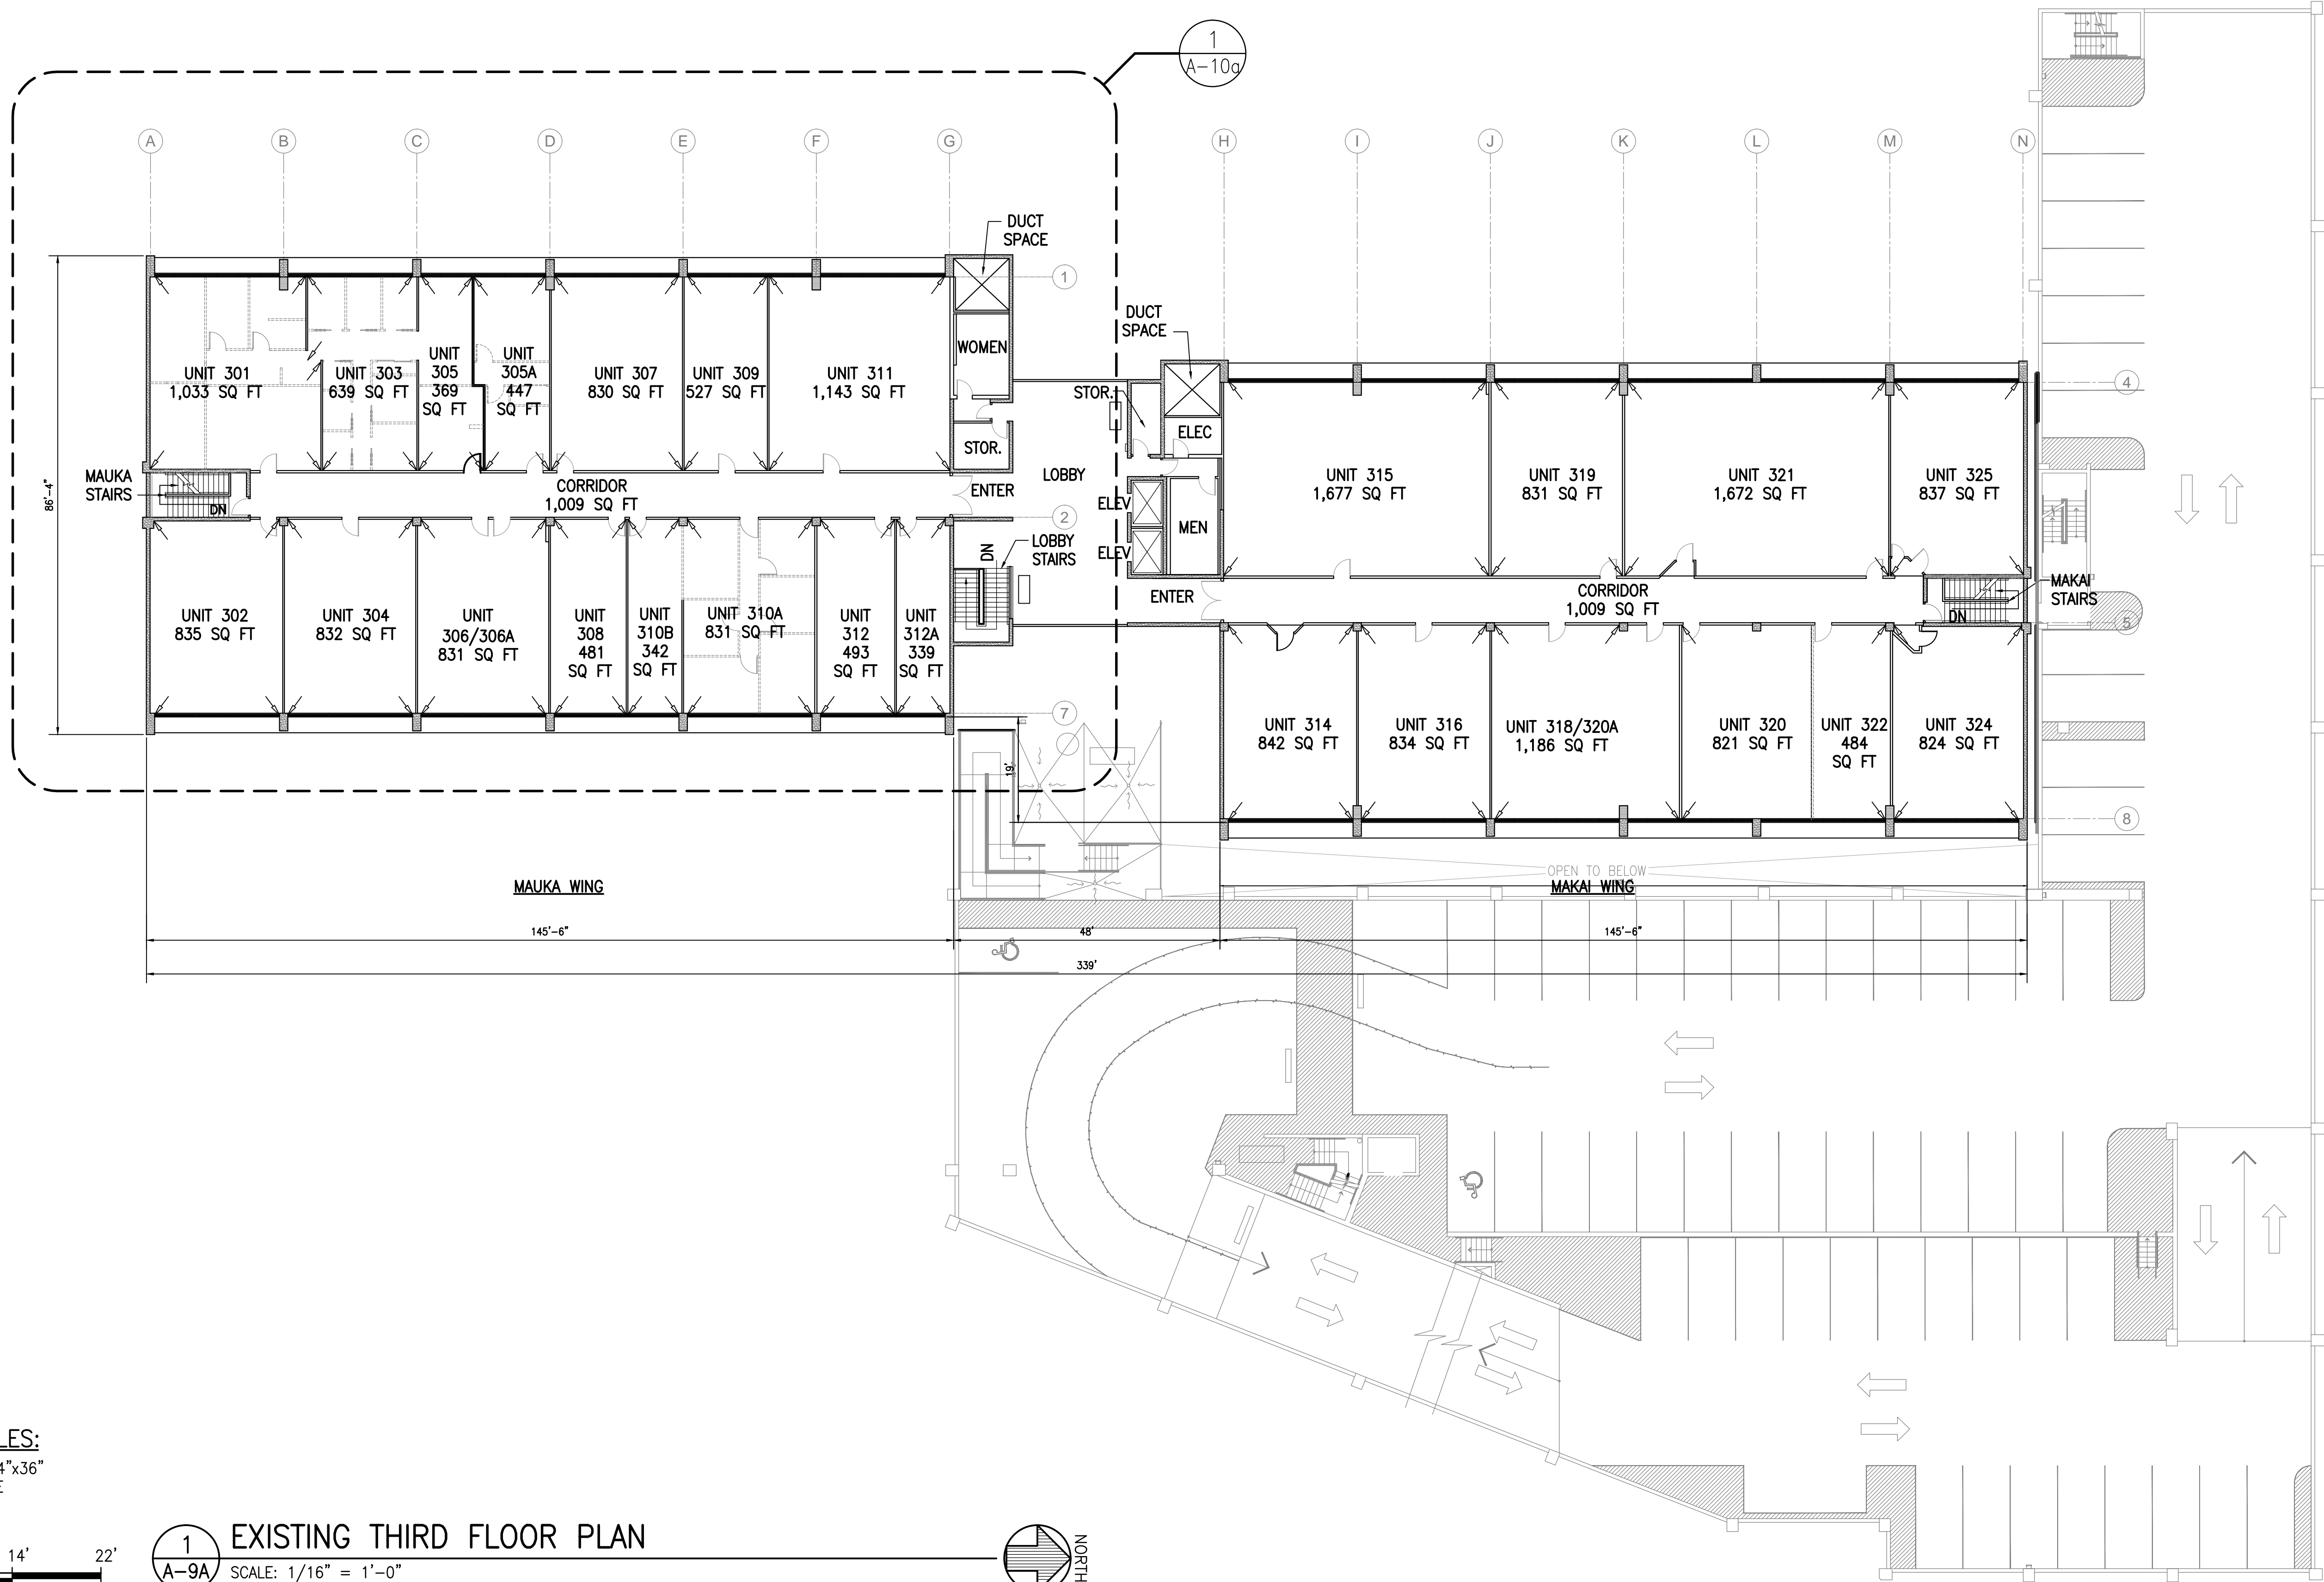 1
A-10a
A
B
C
D
E
F
G
H
I
J
K
L
M
N
DUCT
SPACE
1
WOMEN
STOR.
UNIT 301
1,033 SQ FT
UNIT 303
639 SQ FT
UNIT
305
369
SQ FT
UNIT
305A
447
SQ FT
UNIT 307
830 SQ FT
UNIT 309
527 SQ FT
UNIT 311
1,143 SQ FT
86'-4"
MAUKA
STAIRS
DN
CORRIDOR
1,009 SQ FT
ENTER
LOBBY
2
DN
LOBBY
STAIRS
UNIT 302
835 SQ FT
UNIT 304
832 SQ FT
UNIT
306/306A
831 SQ FT
UNIT
308
481
SQ FT
UNIT
310B
342
SQ FT
UNIT 310A
831 SQ FT
UNIT
312
493
SQ FT
UNIT
312A
339
SQ FT
7
19'
DUCT
SPACE
STOR.
ELEC
ELEV
ELEV
MEN
ENTER
UNIT 315
1,677 SQ FT
UNIT 319
831 SQ FT
UNIT 321
1,672 SQ FT
UNIT 325
837 SQ FT
4
CORRIDOR
1,009 SQ FT
DN
MAKAI
STAIRS
5
UNIT 314
842 SQ FT
UNIT 316
834 SQ FT
UNIT 318/320A
1,186 SQ FT
UNIT 320
821 SQ FT
UNIT 322
484
SQ FT
UNIT 324
824 SQ FT
8
OPEN TO BELOW
MAUKA WING
MAKAI WING
145'-6"
48'
145'-6"
339'
LES:
4"x36"
E
14'
22'
1
A-9A
EXISTING THIRD FLOOR PLAN
SCALE: 1/16" = 1'-0"
NORTH